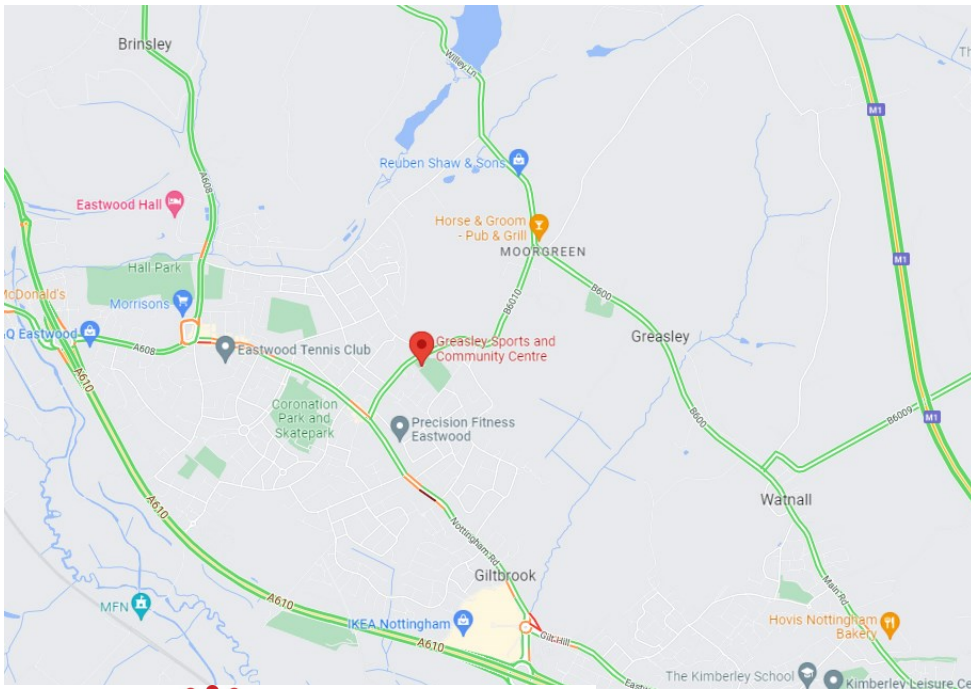 Brinsley
Willey Ln
Th
M1
A608
Reuben Shaw & Sons
Eastwood Hall
Horse & Groom
- Pub & Grill
MOORGREEN
M1
Hall Park
McDonald's
B6010
B600
Morrisons
Q Eastwood
A608
Eastwood Tennis Club
Greasley Sports and
Community Centre
Greasley
A610
Coronation
Park and
Skatepark
Precision Fitness
Eastwood
B600
B6009
M1
A610
Watnall
Nottingham Rd
Giltbrook
Main Rd
A610
MFN
IKEA Nottingham
A610
Gilt Hill
Hovis Nottingham
Bakery
Eastw
The Kimberley School
Kimberley Leisure Ce